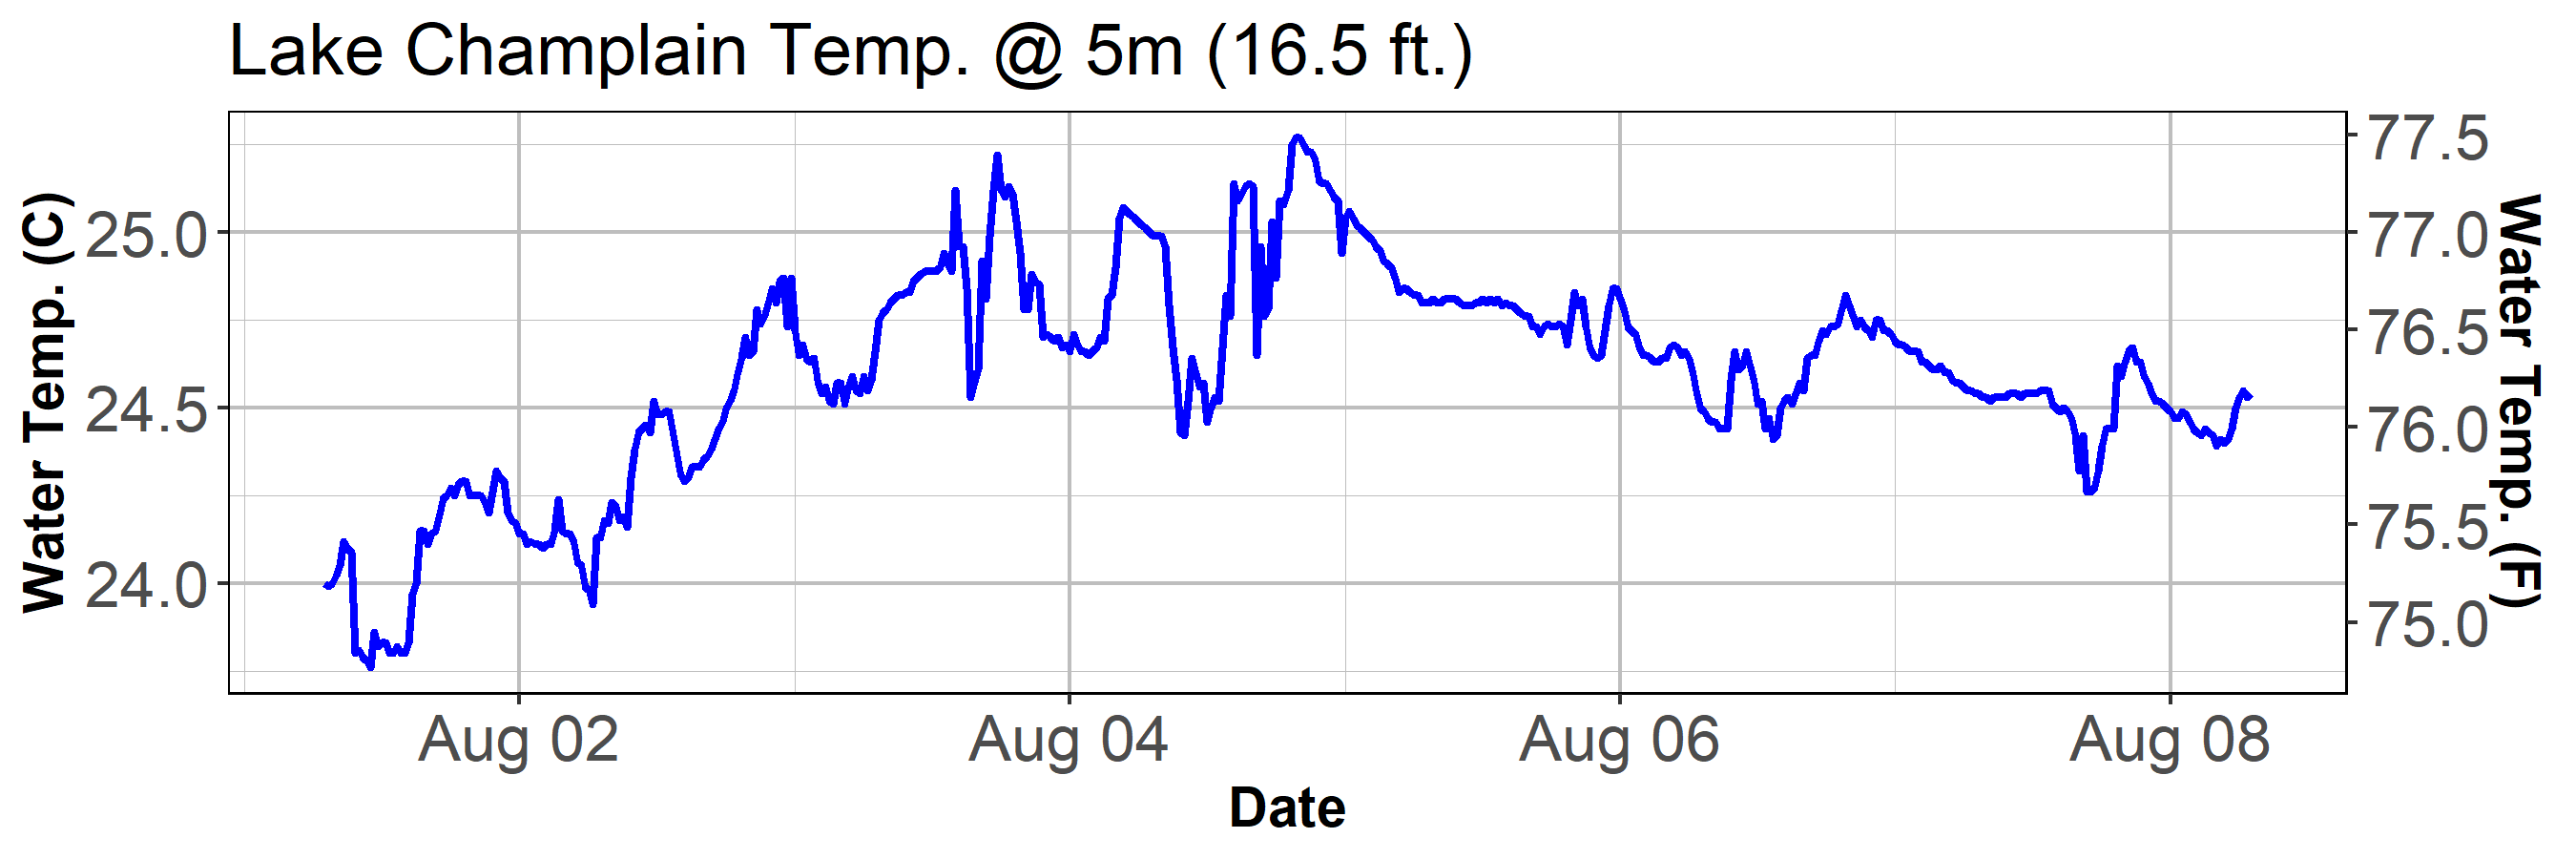 Lake Champlain Temp. @ 5m (16.5 ft.)
Water Temp. (C)
25.0
24.5
24.0
77.5
77.0
76.5
76.0
75.5
75.0
Water Temp. (F)
Aug 02 Aug 04 Aug 06 Aug 08
Date